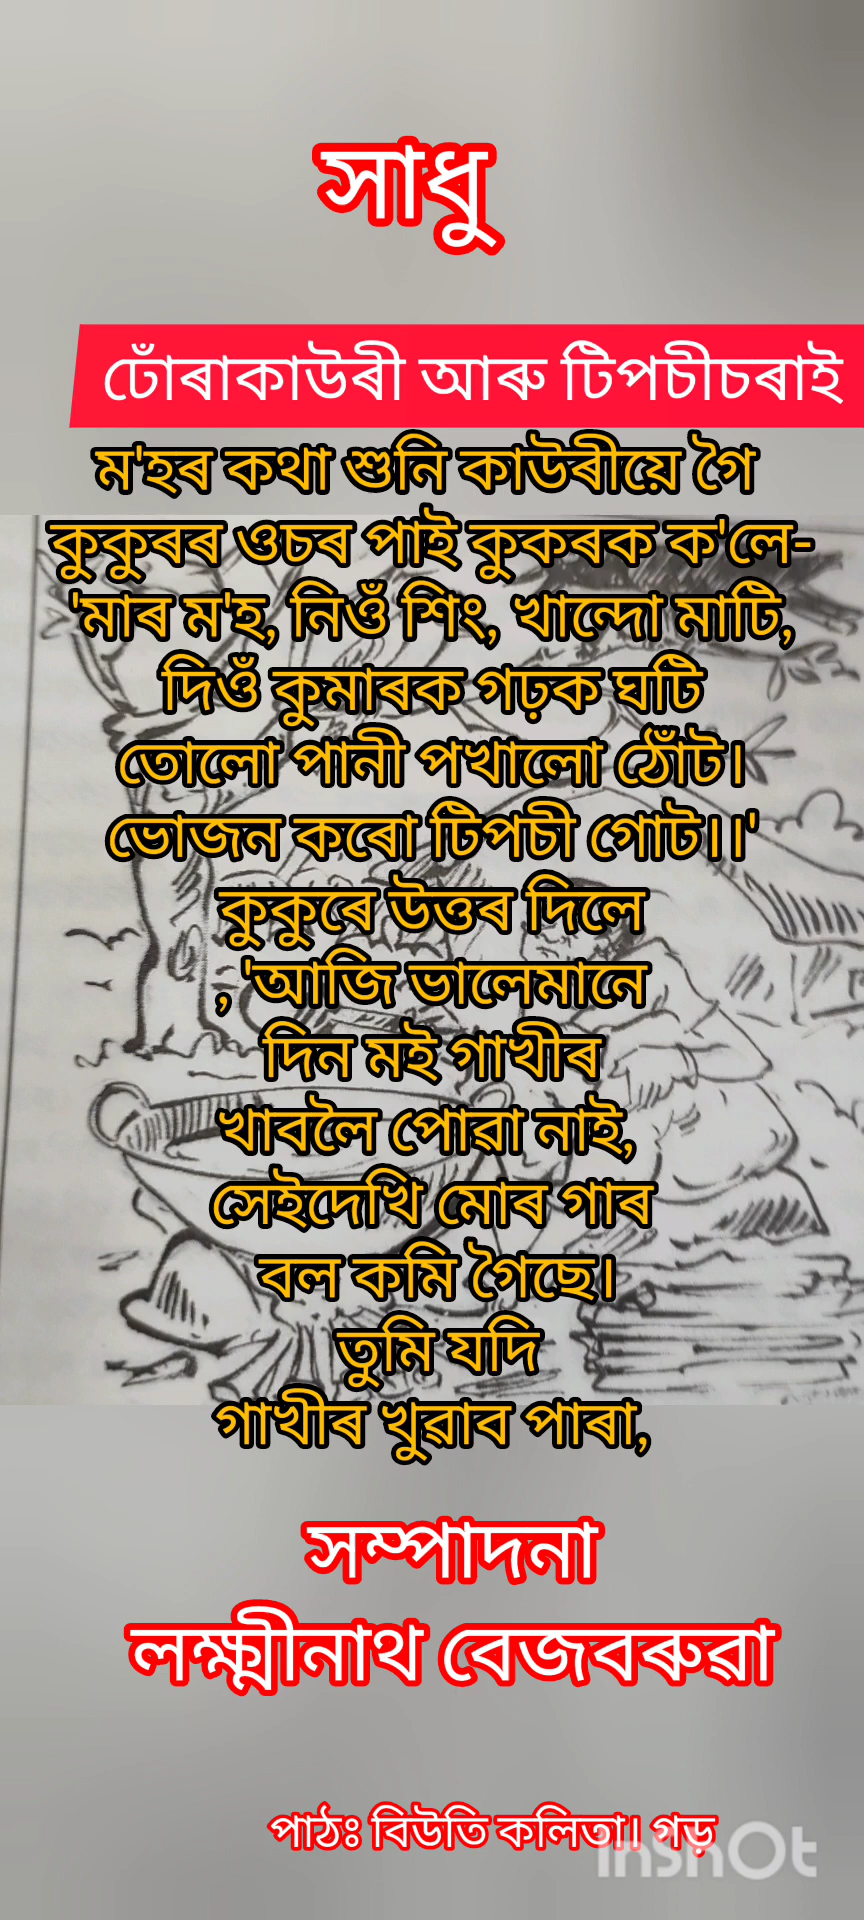 সাধু
ঢোঁৰাকাউৰী আৰু টিপচীচৰাই
ম'হৰ কথা শুনি কাউৰীয়ে গৈ
কুকুৰৰ ওচৰ পাই কুকৰক ক'লে-
'মাৰ ম'হ, নিওঁ শিং, খান্দো মাটি,
দিওঁ কুমাৰক গঢ়ক ঘটি
তোলো পানী পখালো ঠোঁট।
ভোজন কৰো টিপচী গোট।।'
কুকুৰে উত্তৰ দিলে
, 'আজি ভালেমানে
দিন মই গাখীৰ
খাবলৈ পোৱা নাই,
সেইদেখি মোৰ গাৰ
বল কমি গৈছে।
তুমি যদি
গাখীৰ খুৱাব পাৰা,
সম্পাদনা
লক্ষ্মীনাথ বেজবৰুৱা
পাঠঃ বিউতি কলিতা। গড়
InShOt